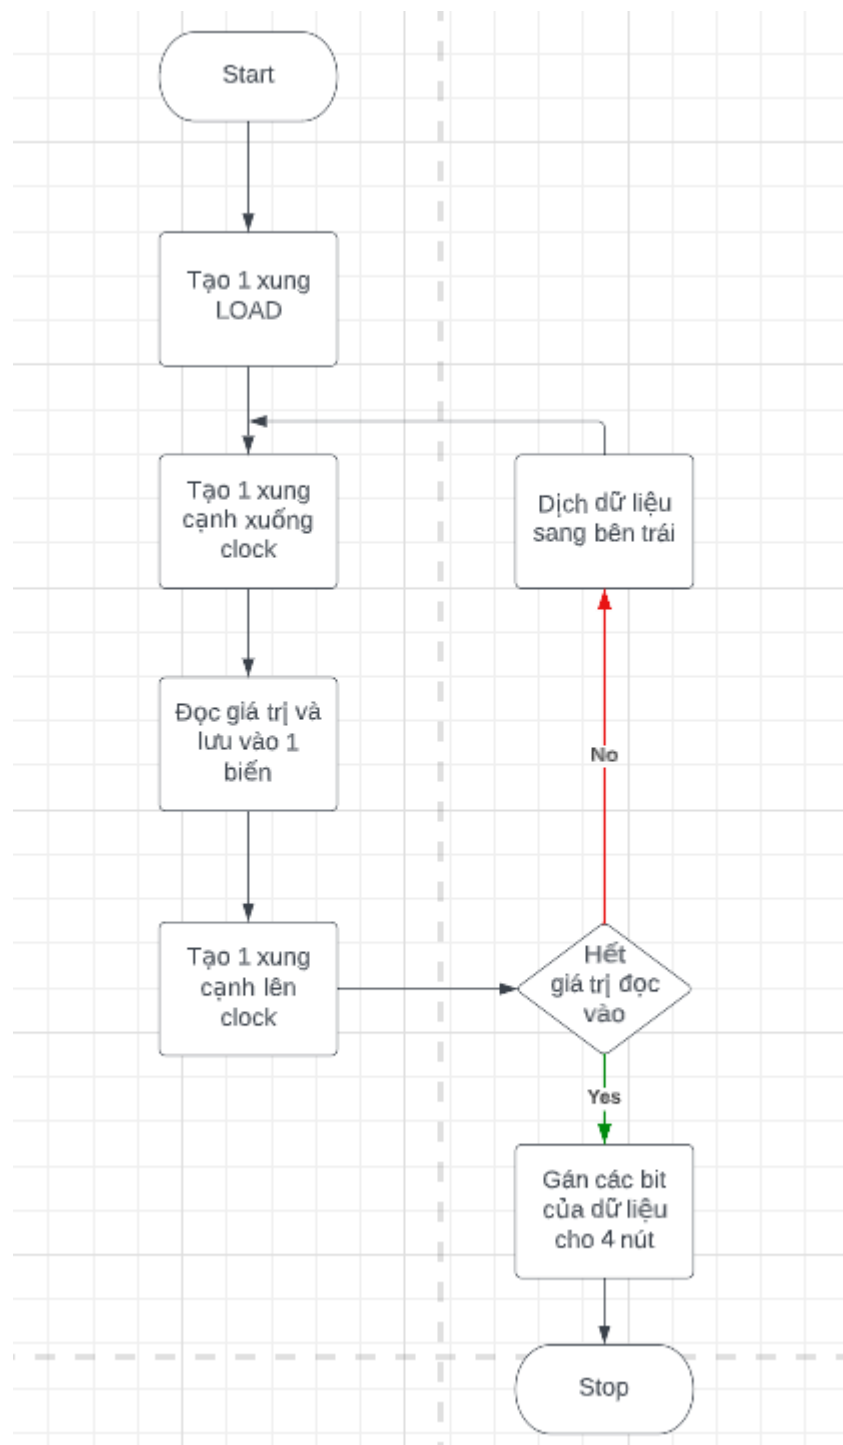 Start
Tạo 1 xung
LOAD
Tạo 1 xung
cạnh xuống
clock
Đọc giá trị và
lưu vào 1
biến
Tạo 1 xung
cạnh lên
clock
Hết
giá trị đọc
vào
No
Dịch dữ liệu
sang bên trái
Yes
Gán các bit
của dữ liệu
cho 4 nút
Stop